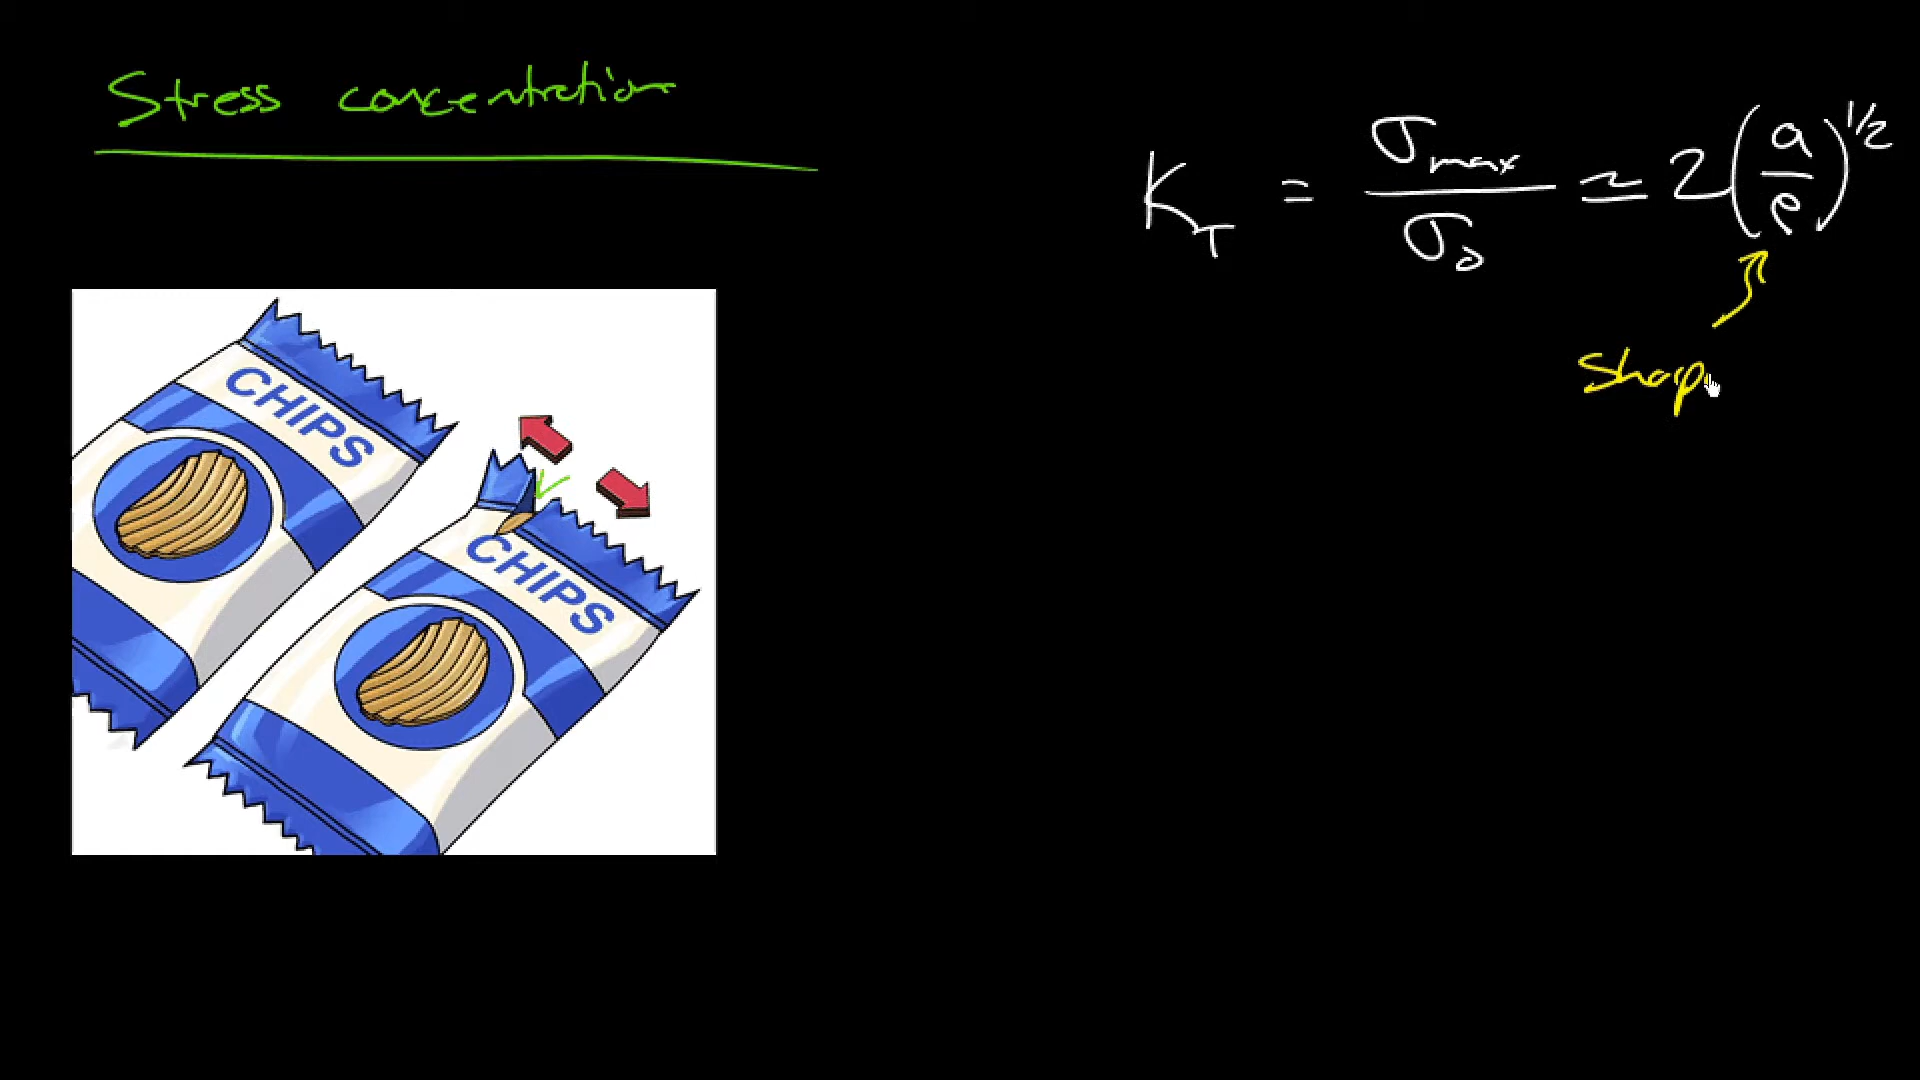 Stress concentration
K_T = σ_max / σ_0 ≃ 2(a/ρ)^1/2
Shap
CHIPS
CHIPS